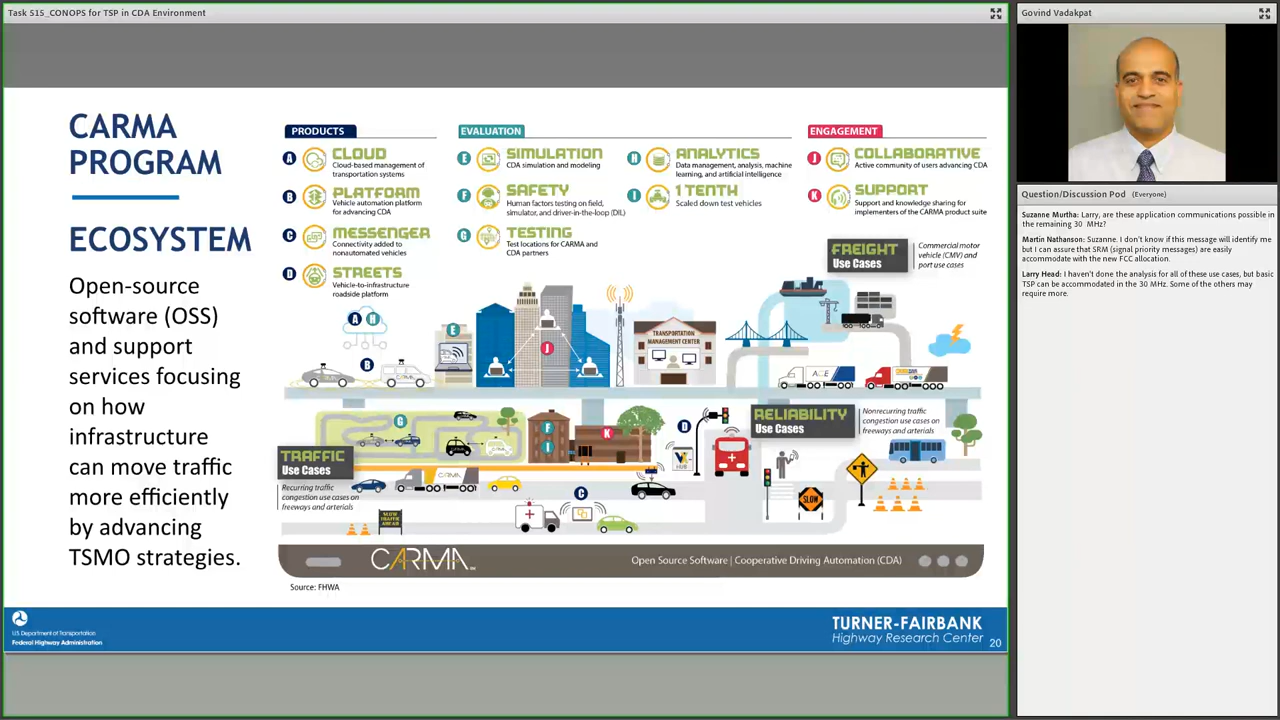 Task S15_CONOPS for TSP in CDA Environment
CARMA
PROGRAM
ECOSYSTEM
Open-source
software (OSS)
and support
services focusing
on how
infrastructure
can move traffic
more efficiently
by advancing
TSMO strategies.
PRODUCTS
A CLOUD
Cloud-based management of
transportation systems
B PLATFORM
Vehicle automation platform
for advancing CDA
C MESSENGER
Connectivity added to
nonautomated vehicles
D STREETS
Vehicle-to-infrastructure
roadside platform
EVALUATION
E SIMULATION
CDA simulation and modeling
F SAFETY
Human factors testing on field,
simulator, and driver-in-the-loop (DIL)
G TESTING
Test locations for CARMA and
CDA partners
H ANALYTICS
Data management, analysis, machine
learning, and artificial intelligence
I 1 TENTH
Scaled down test vehicles
ENGAGEMENT
J COLLABORATIVE
Active community of users advancing CDA
K SUPPORT
Support and knowledge sharing for
implementers of the CARMA product suite
FREIGHT
Use Cases
Commercial motor
vehicle (CMV) and
port use cases
A H
E
J
B
TRANSPORTATION
MANAGEMENT CENTER
RELIABILITY
Use Cases
Nonrecurring traffic
congestion use cases on
freeways and arterials
G
F
I
K
D
HUB
TRAFFIC
Use Cases
Recurring traffic
congestion use cases on
freeways and arterials
CARMA
C
SLOW
SLOW
TRAFFIC
AHEAD
CARMA
Open Source Software | Cooperative Driving Automation (CDA)
Source: FHWA
U.S. Department of Transportation
Federal Highway Administration
TURNER-FAIRBANK
Highway Research Center
20
Govind Vadakpat
Question/Discussion Pod (Everyone)
Suzanne Murtha: Larry, are these application communications possible in
the remaining 30 MHz?
Martin Nathanson: Suzanne. I don't know if this message will identify me
but I can assure that SRM (signal priority messages) are easily
accommodate with the new FCC allocation.
Larry Head: I haven't done the analysis for all of these use cases, but basic
TSP can be accommodated in the 30 MHz. Some of the others may
require more.